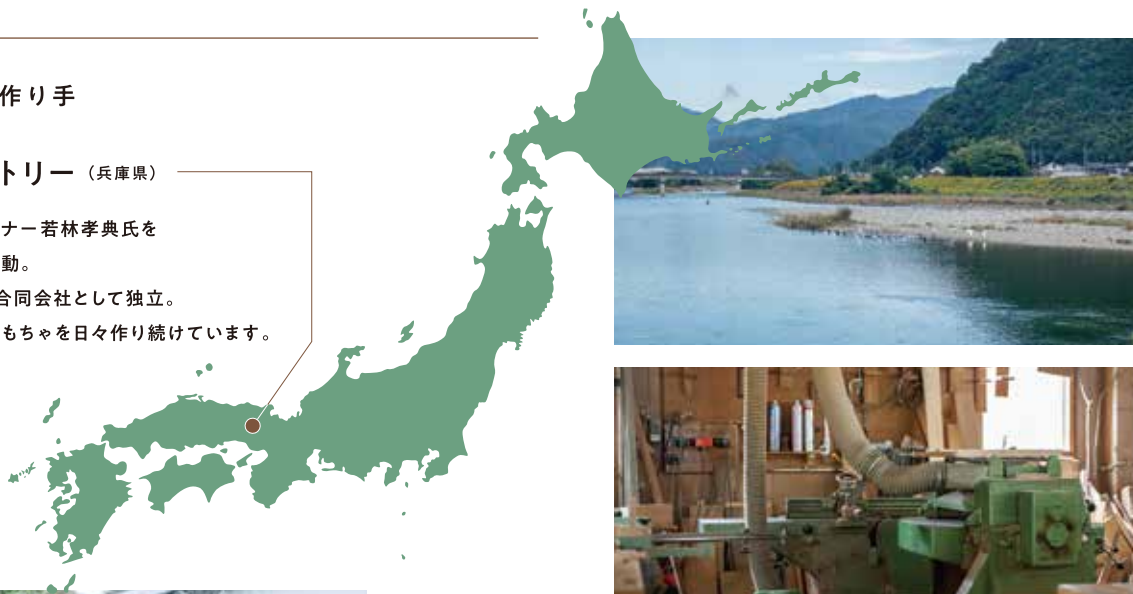 作り手
トリー（兵庫県）
ナー若林孝典氏を
動。
合同会社として独立。
もちゃを日々作り続けています。